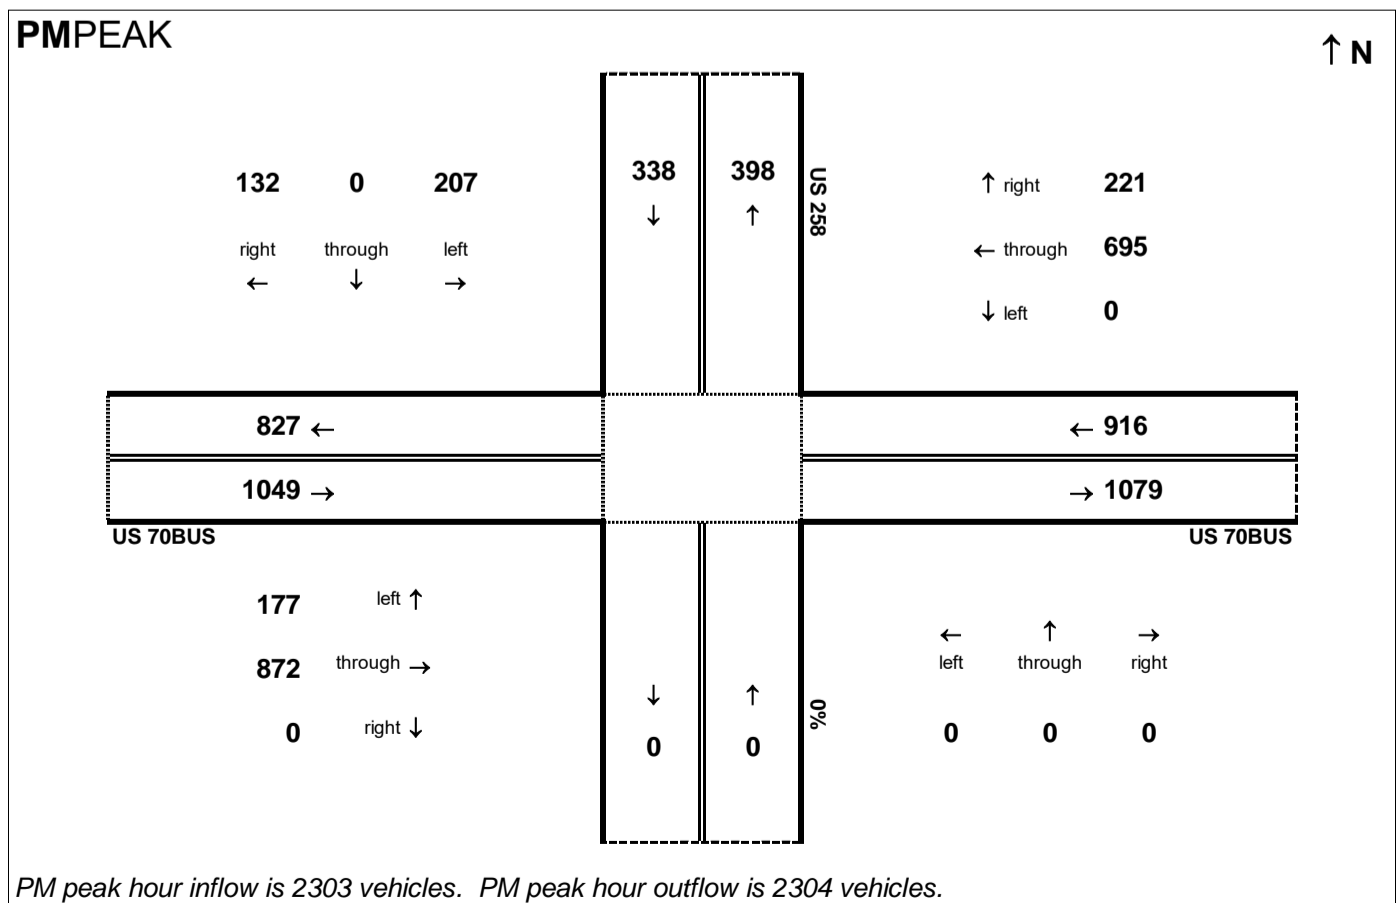 PMPEAK
↑ N
132 0 207
right through left
← ↓ →
338 398
↓ ↑
US 258
↑ right 221
← through 695
↓ left 0
827 ←
1049 →
US 70BUS
← 916
→ 1079
US 70BUS
177 left ↑
872 through →
0 right ↓
↓ ↑
0 0
0%
← ↑ →
left through right
0 0 0
PM peak hour inflow is 2303 vehicles. PM peak hour outflow is 2304 vehicles.